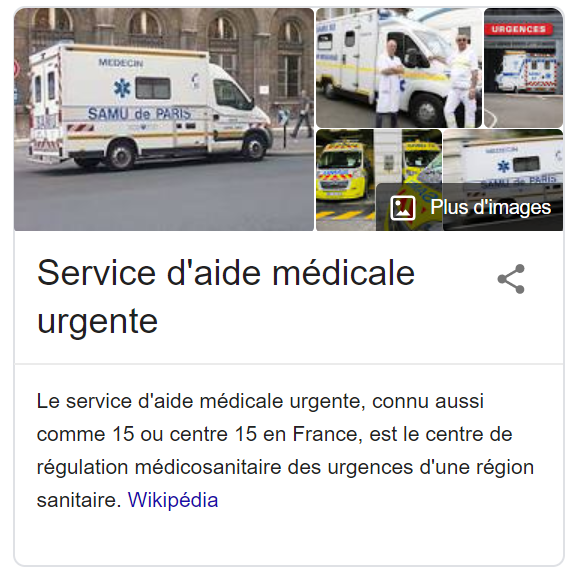 MEDECIN
SAMU de PARIS
URGENCES
MEDECIN
SAMU de PARIS
Plus d'images
Service d'aide médicale
urgente
Le service d'aide médicale urgente, connu aussi
comme 15 ou centre 15 en France, est le centre de
régulation médicosanitaire des urgences d'une région
sanitaire. Wikipédia